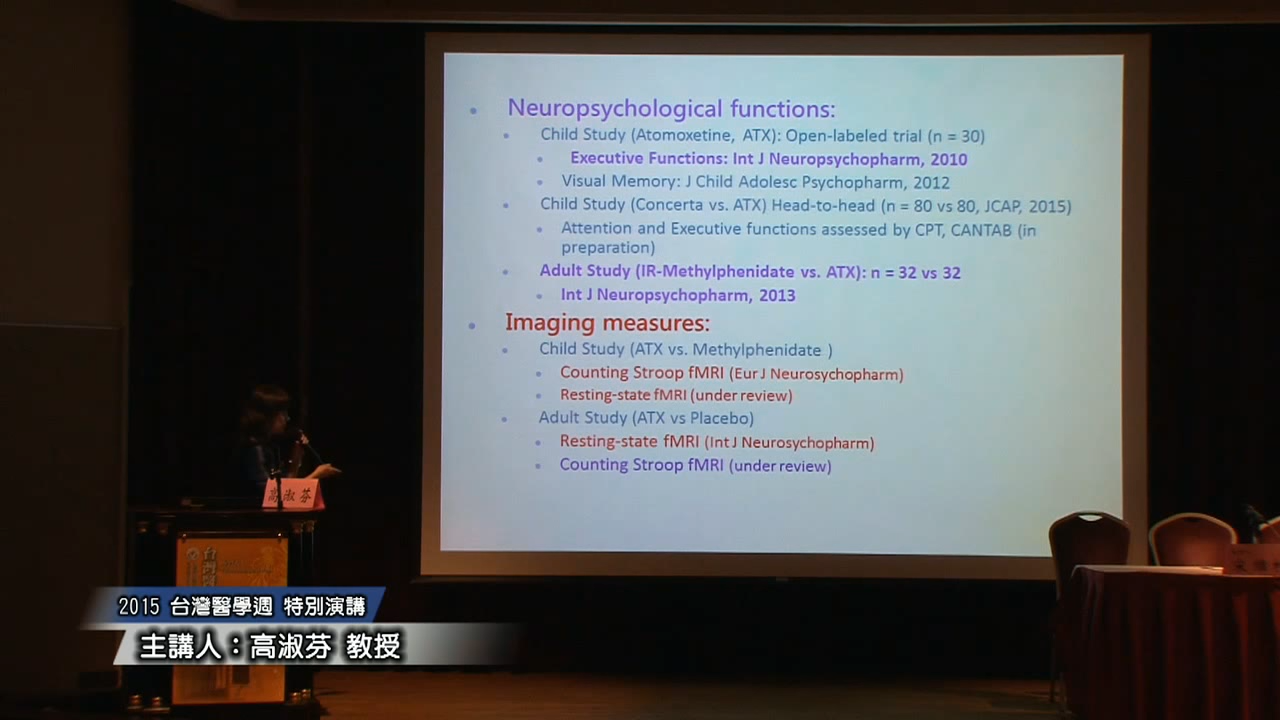 Neuropsychological functions:
Child Study (Atomoxetine, ATX): Open-labeled trial (n = 30)
Executive Functions: Int J Neuropsychopharm, 2010
Visual Memory: J Child Adolesc Psychopharm, 2012
Child Study (Concerta vs. ATX) Head-to-head (n = 80 vs 80, JCAP, 2015)
Attention and Executive functions assessed by CPT, CANTAB (in
preparation)
Adult Study (IR-Methylphenidate vs. ATX): n = 32 vs 32
Int J Neuropsychopharm, 2013
Imaging measures:
Child Study (ATX vs. Methylphenidate )
Counting Stroop fMRI (Eur J Neurosychopharm)
Resting-state fMRI (under review)
Adult Study (ATX vs Placebo)
Resting-state fMRI (Int J Neurosychopharm)
Counting Stroop fMRI (under review)
高淑芬
2015 台灣醫學週 特別演講
主講人：高淑芬 教授